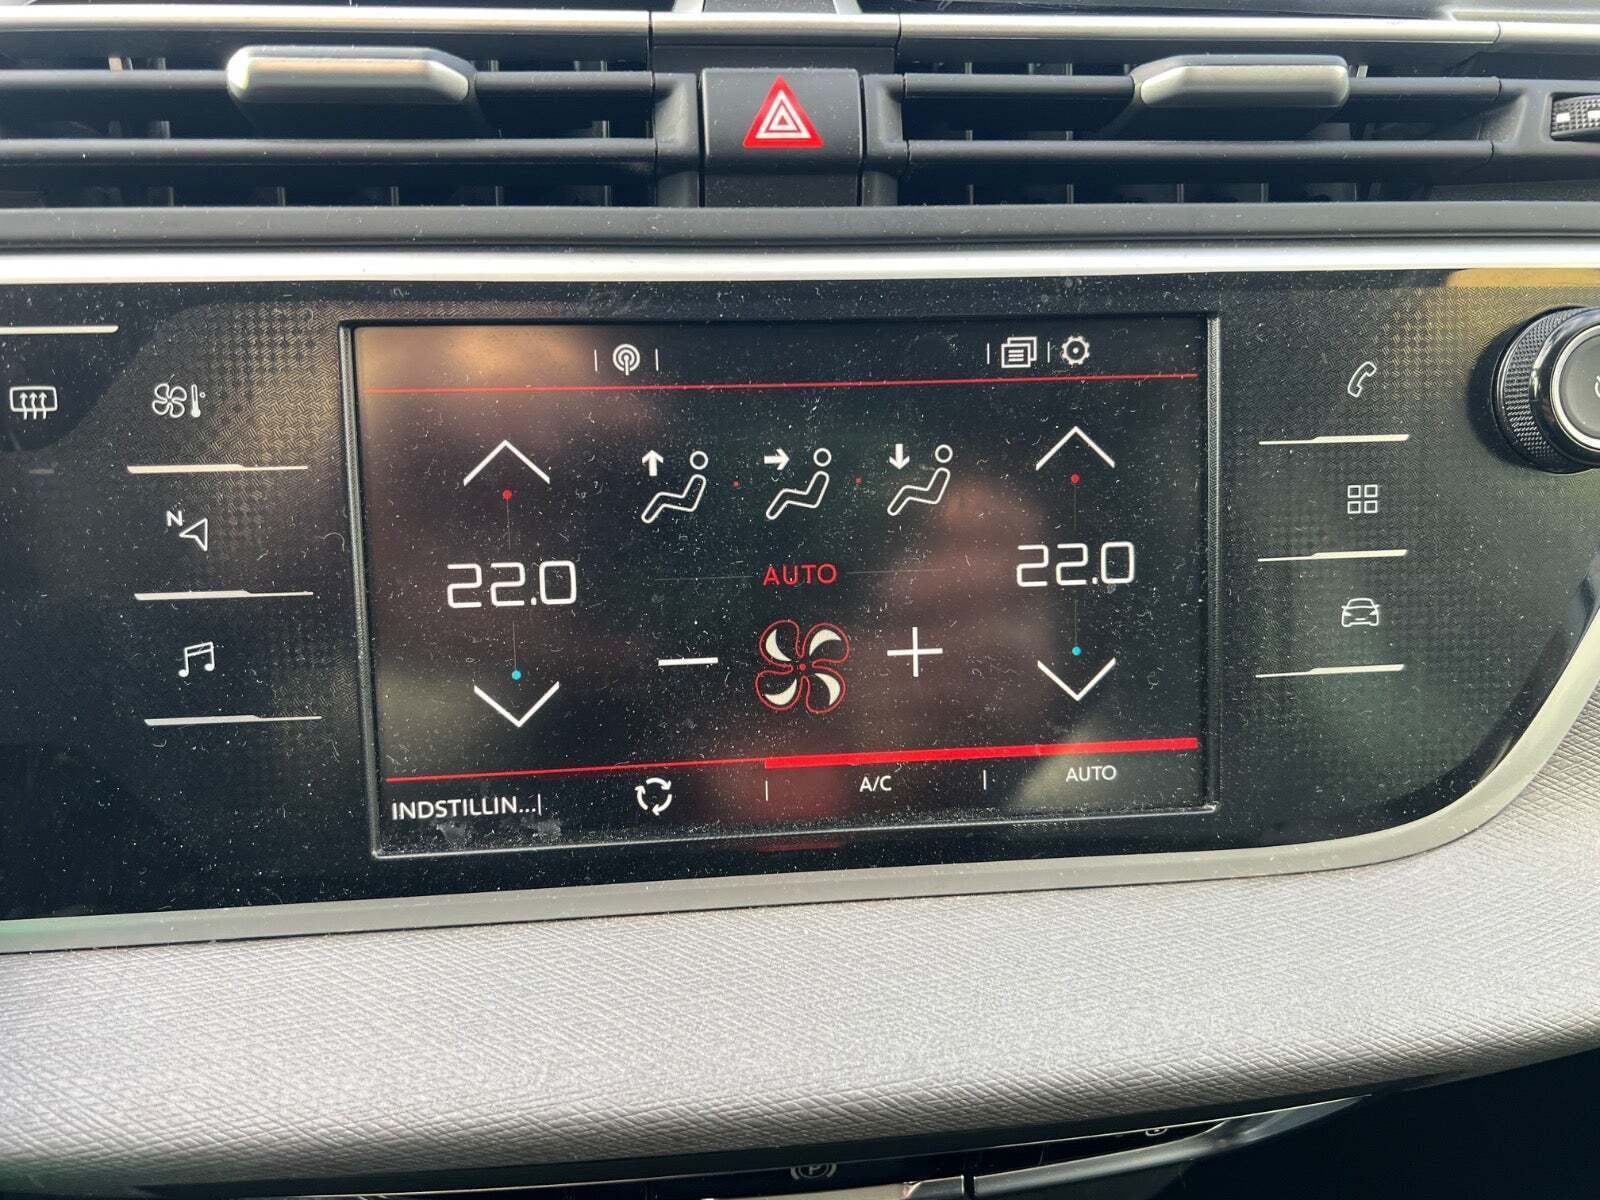 N
22.0
AUTO
22.0
INDSTILLIN...
A/C
AUTO
P